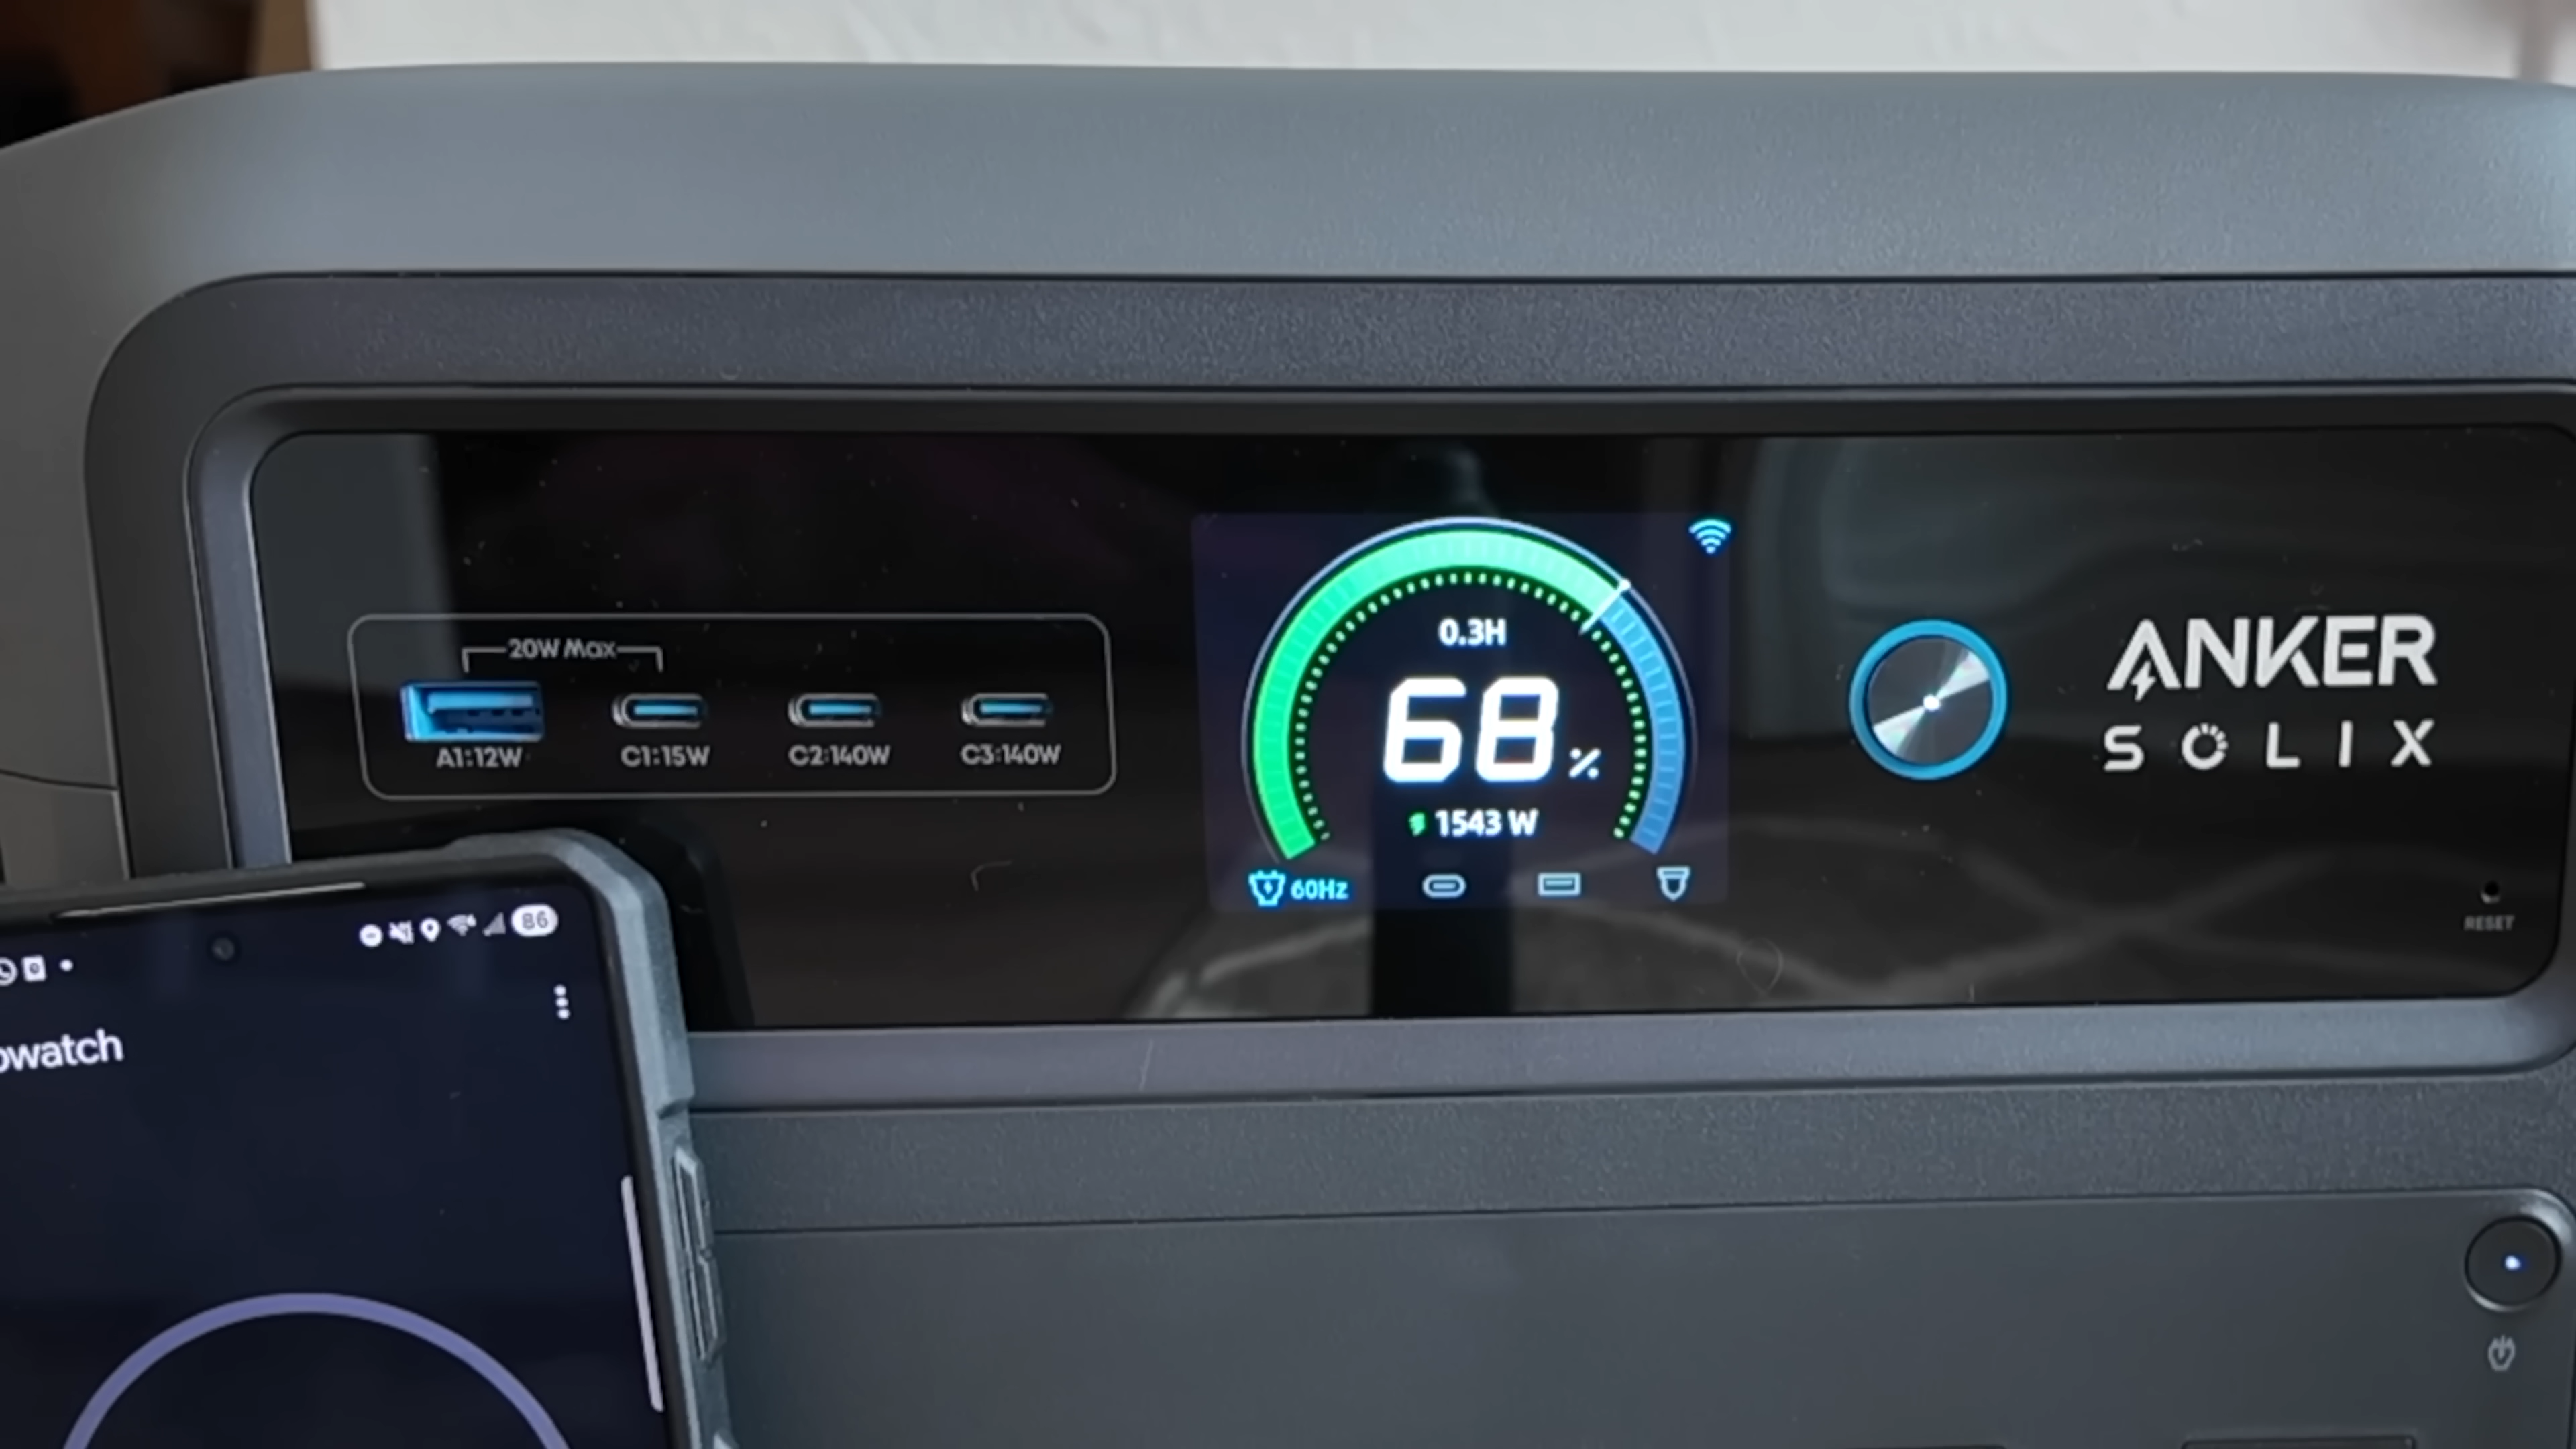 20W Max
A1:12W
C1:15W
C2:140W
C3:140W
0.3H
68%
1543 W
60Hz
ANKER
SOLIX
RESET
86
owatch